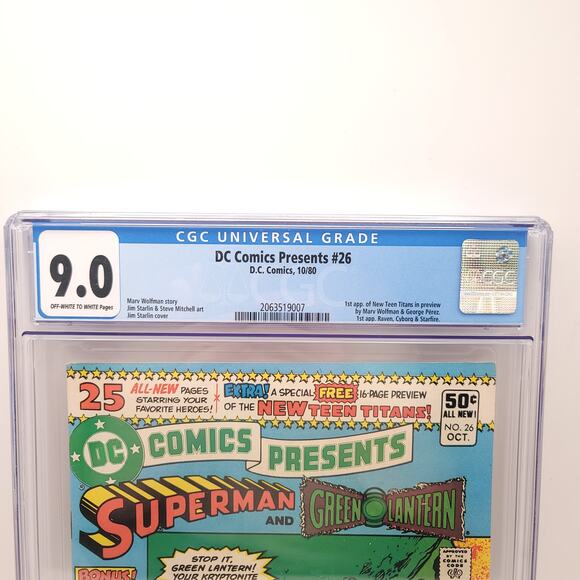 CGC UNIVERSAL GRADE
9.0
OFF-WHITE TO WHITE Pages
DC Comics Presents #26
D.C. Comics, 10/80
Marv Wolfman story
Jim Starlin & Steve Mitchell art
Jim Starlin cover
2063519007
1st app. of New Teen Titans in preview
by Marv Wolfman & George Pérez.
1st app. Raven, Cyborg & Starfire.
CGC
25 ALL-NEW PAGES
STARRING YOUR
FAVORITE HEROES!
EXTRA! A SPECIAL FREE 16-PAGE PREVIEW
OF THE NEW TEEN TITANS!
50¢
ALL NEW!
NO. 26
OCT.
DC COMICS PRESENTS
SUPERMAN AND GREEN LANTERN
APPROVED
BY THE
COMICS
CODE
BONUS!
STOP IT,
GREEN LANTERN!
YOUR KRYPTONITE